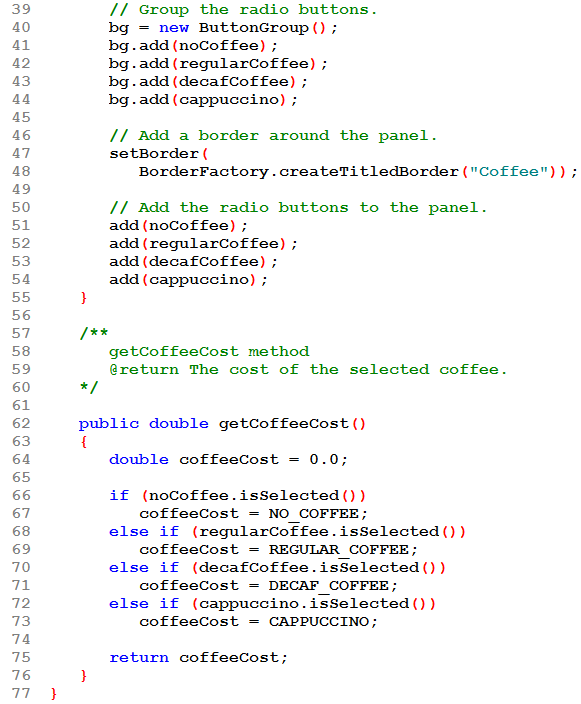 39         // Group the radio buttons.
40         bg = new ButtonGroup();
41         bg.add(noCoffee);
42         bg.add(regularCoffee);
43         bg.add(decafCoffee);
44         bg.add(cappuccino);
45
46         // Add a border around the panel.
47         setBorder(
48            BorderFactory.createTitledBorder("Coffee"));
49
50         // Add the radio buttons to the panel.
51         add(noCoffee);
52         add(regularCoffee);
53         add(decafCoffee);
54         add(cappuccino);
55      }
56
57      /**
58         getCoffeeCost method
59         @return The cost of the selected coffee.
60      */
61
62      public double getCoffeeCost()
63      {
64         double coffeeCost = 0.0;
65
66         if (noCoffee.isSelected())
67            coffeeCost = NO_COFFEE;
68         else if (regularCoffee.isSelected())
69            coffeeCost = REGULAR_COFFEE;
70         else if (decafCoffee.isSelected())
71            coffeeCost = DECAF_COFFEE;
72         else if (cappuccino.isSelected())
73            coffeeCost = CAPPUCCINO;
74
75         return coffeeCost;
76      }
77   }